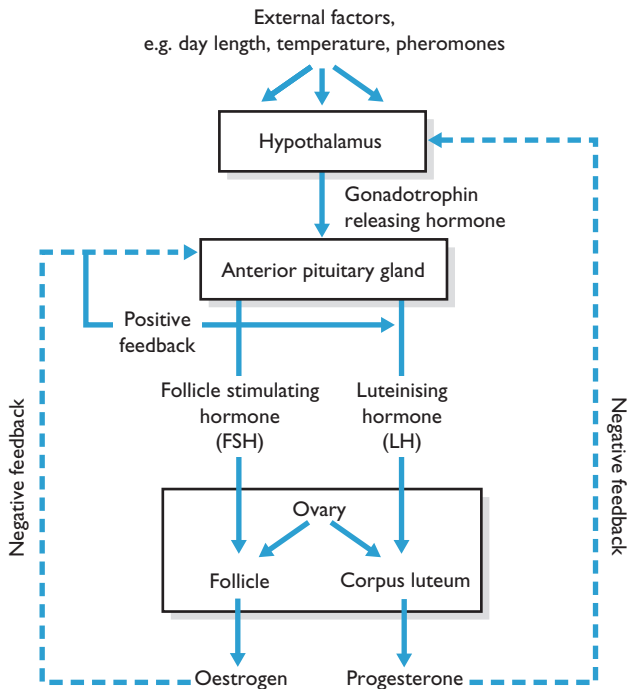 External factors,
e.g. day length, temperature, pheromones
Hypothalamus
Gonadotrophin
releasing hormone
Anterior pituitary gland
Positive
feedback
Follicle stimulating
hormone
(FSH)
Luteinising
hormone
(LH)
Negative feedback
Negative feedback
Ovary
Follicle
Corpus luteum
Oestrogen
Progesterone